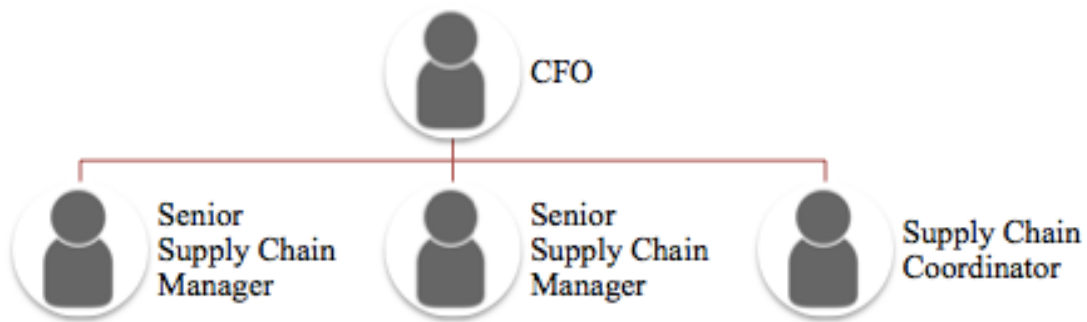 CFO
Senior
Supply Chain
Manager
Senior
Supply Chain
Manager
Supply Chain
Coordinator